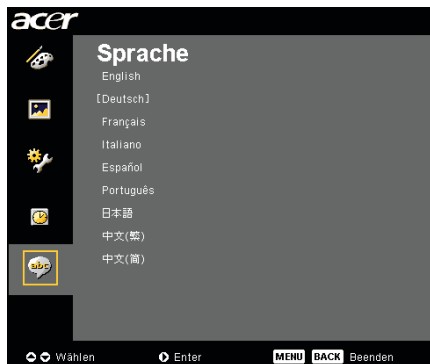 acer
Sprache
English
[Deutsch]
Français
Italiano
Español
Português
日本語
中文(繁)
中文(简)
abc
Wählen Enter MENU BACK Beenden